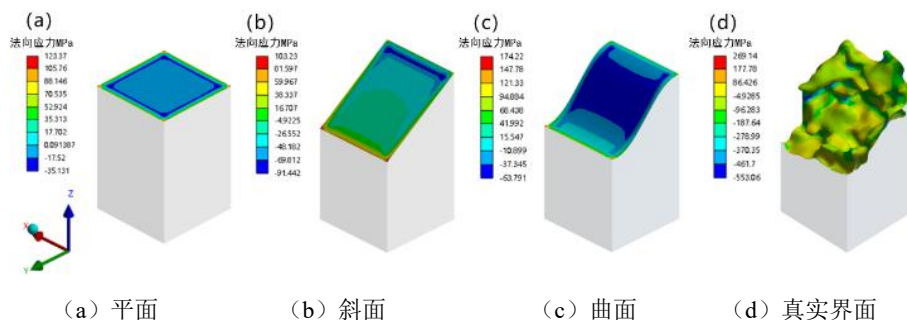 (a)
法向应力MPa
123.37
105.76
88.146
70.535
52.924
35.313
17.702
0.091387
-17.52
-35.131
Z
X
Y
(b)
法向应力MPa
103.23
81.597
59.967
38.337
16.707
-4.9225
-26.552
-48.182
-69.812
-91.442
(c)
法向应力MPa
174.22
147.78
121.33
94.884
68.438
41.992
15.547
-10.899
-37.345
-63.791
(d)
法向应力MPa
269.14
177.78
86.426
-4.9285
-96.283
-187.64
-278.99
-370.35
-461.7
-553.06
（a）平面
（b）斜面
（c）曲面
（d）真实界面